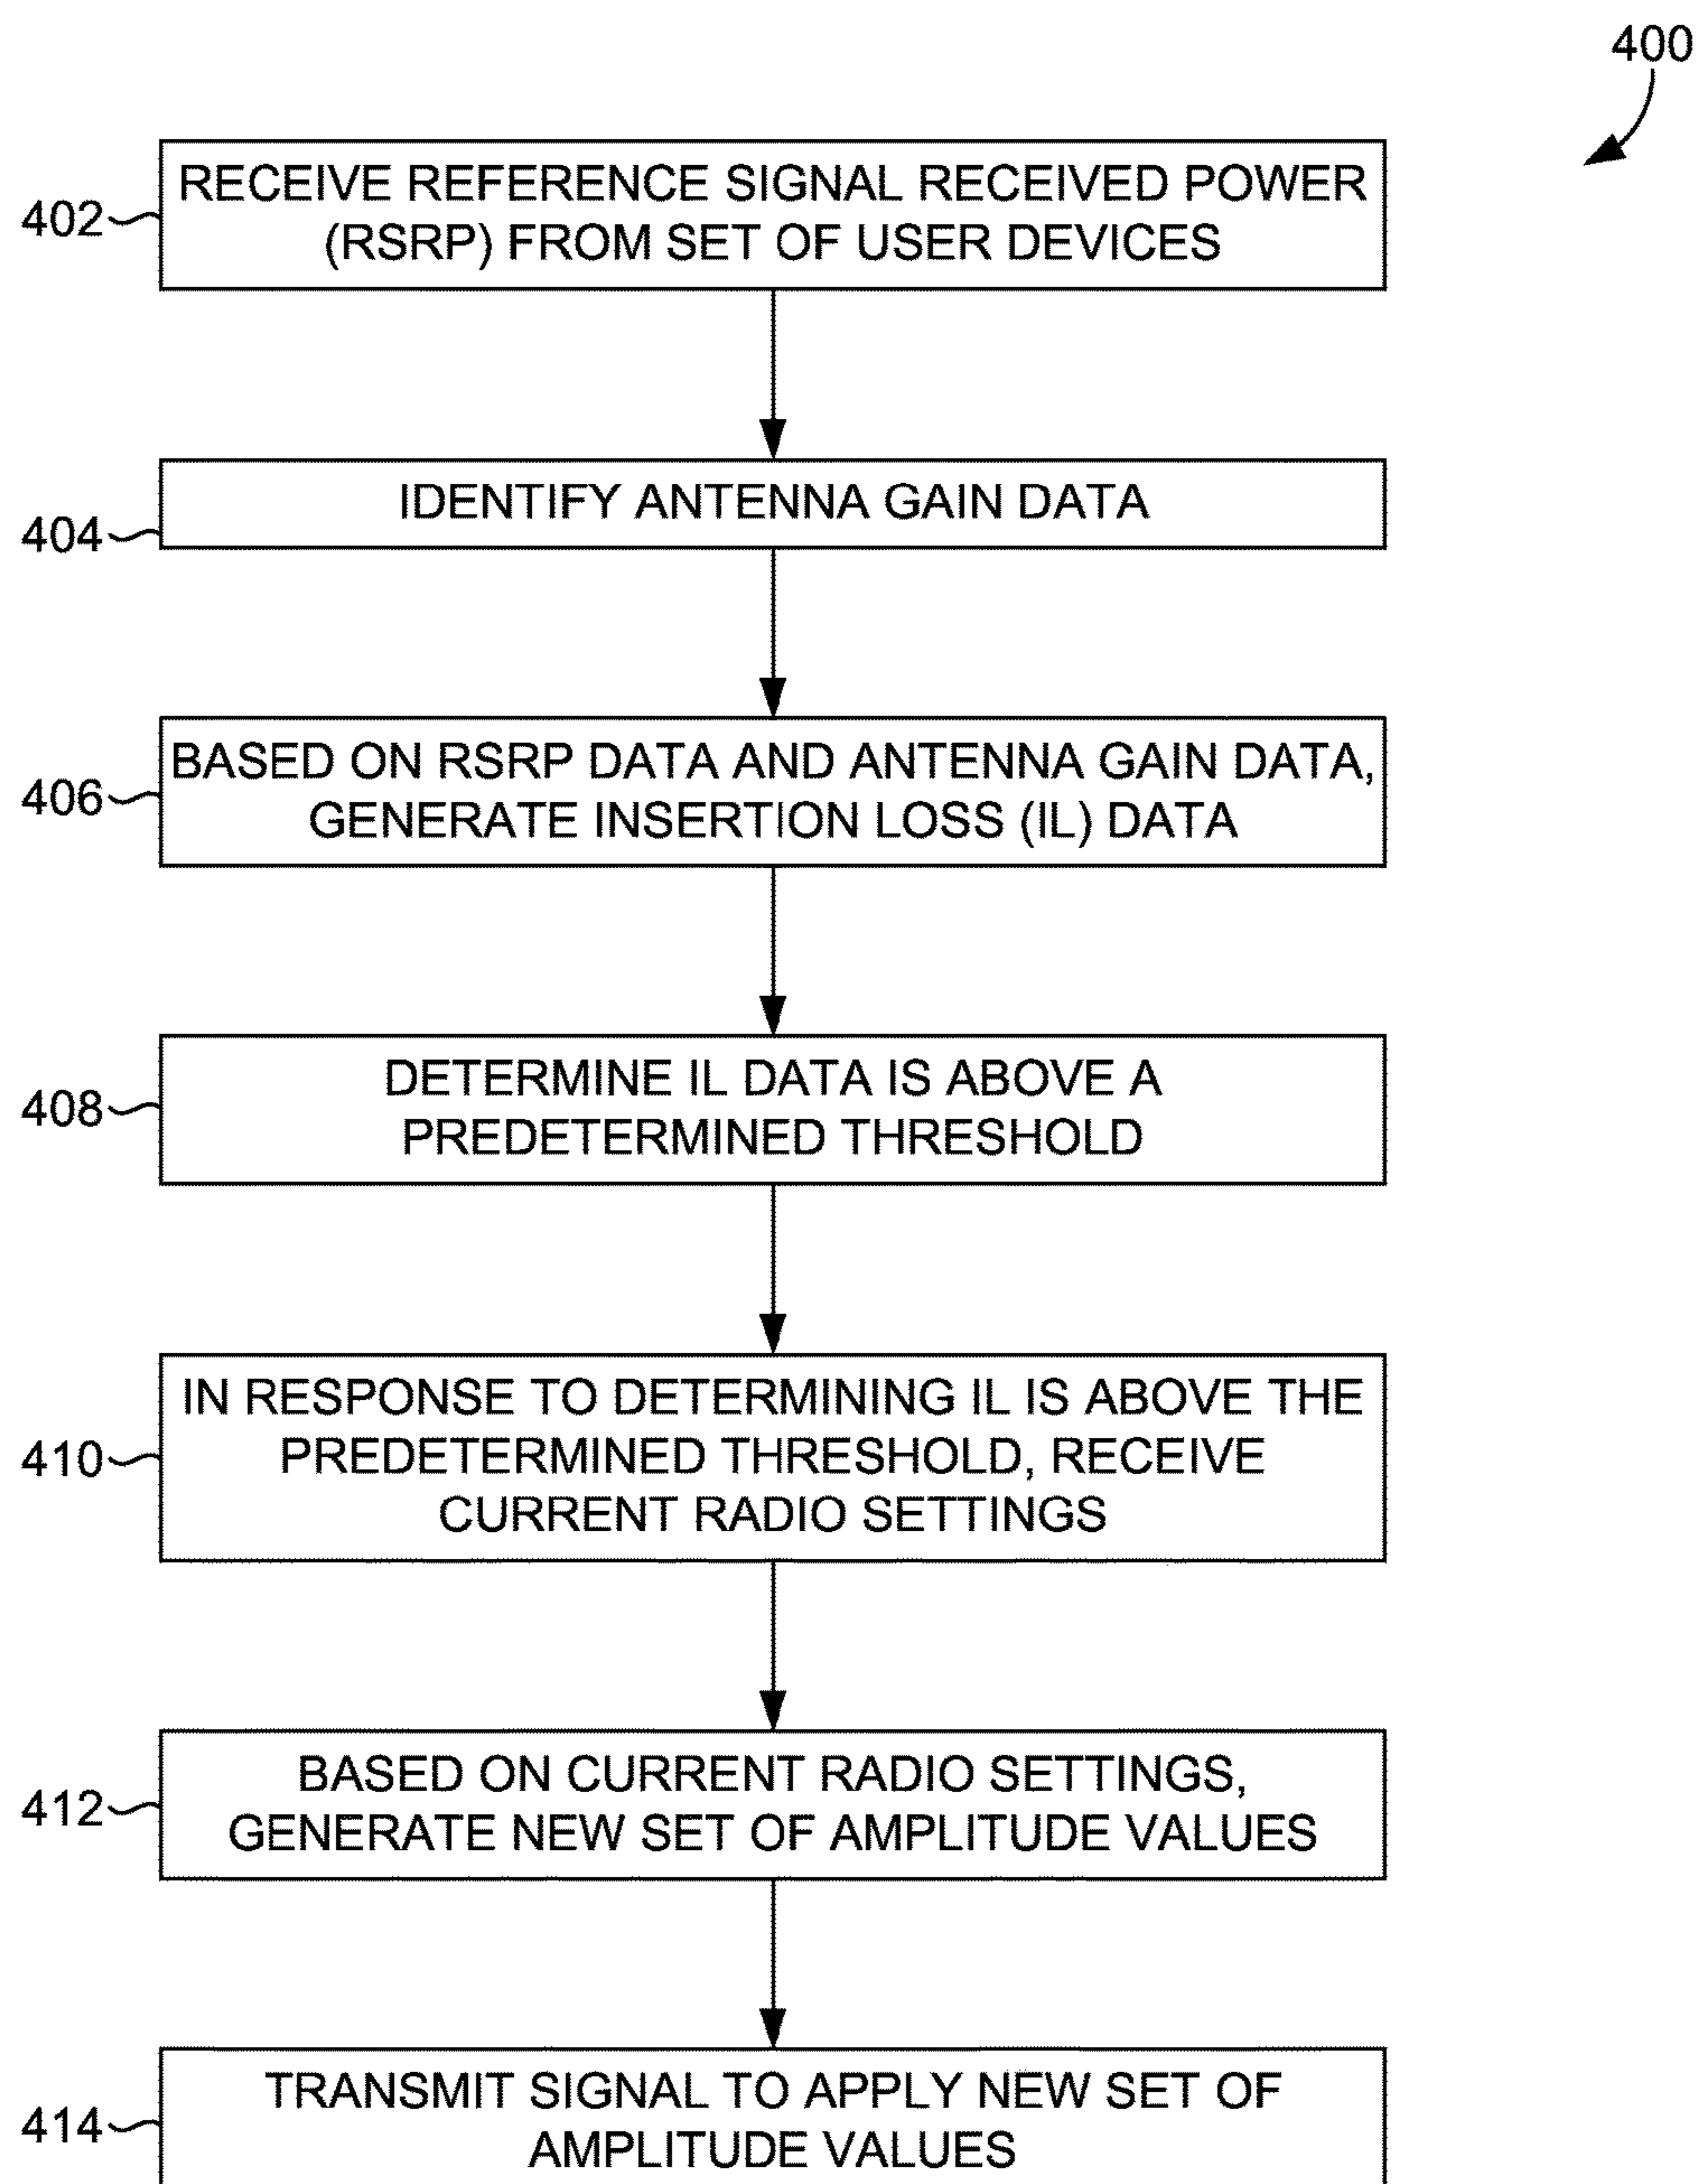 400
402
RECEIVE REFERENCE SIGNAL RECEIVED POWER
(RSRP) FROM SET OF USER DEVICES
404
IDENTIFY ANTENNA GAIN DATA
406
BASED ON RSRP DATA AND ANTENNA GAIN DATA,
GENERATE INSERTION LOSS (IL) DATA
408
DETERMINE IL DATA IS ABOVE A
PREDETERMINED THRESHOLD
410
IN RESPONSE TO DETERMINING IL IS ABOVE THE
PREDETERMINED THRESHOLD, RECEIVE
CURRENT RADIO SETTINGS
412
BASED ON CURRENT RADIO SETTINGS,
GENERATE NEW SET OF AMPLITUDE VALUES
414
TRANSMIT SIGNAL TO APPLY NEW SET OF
AMPLITUDE VALUES